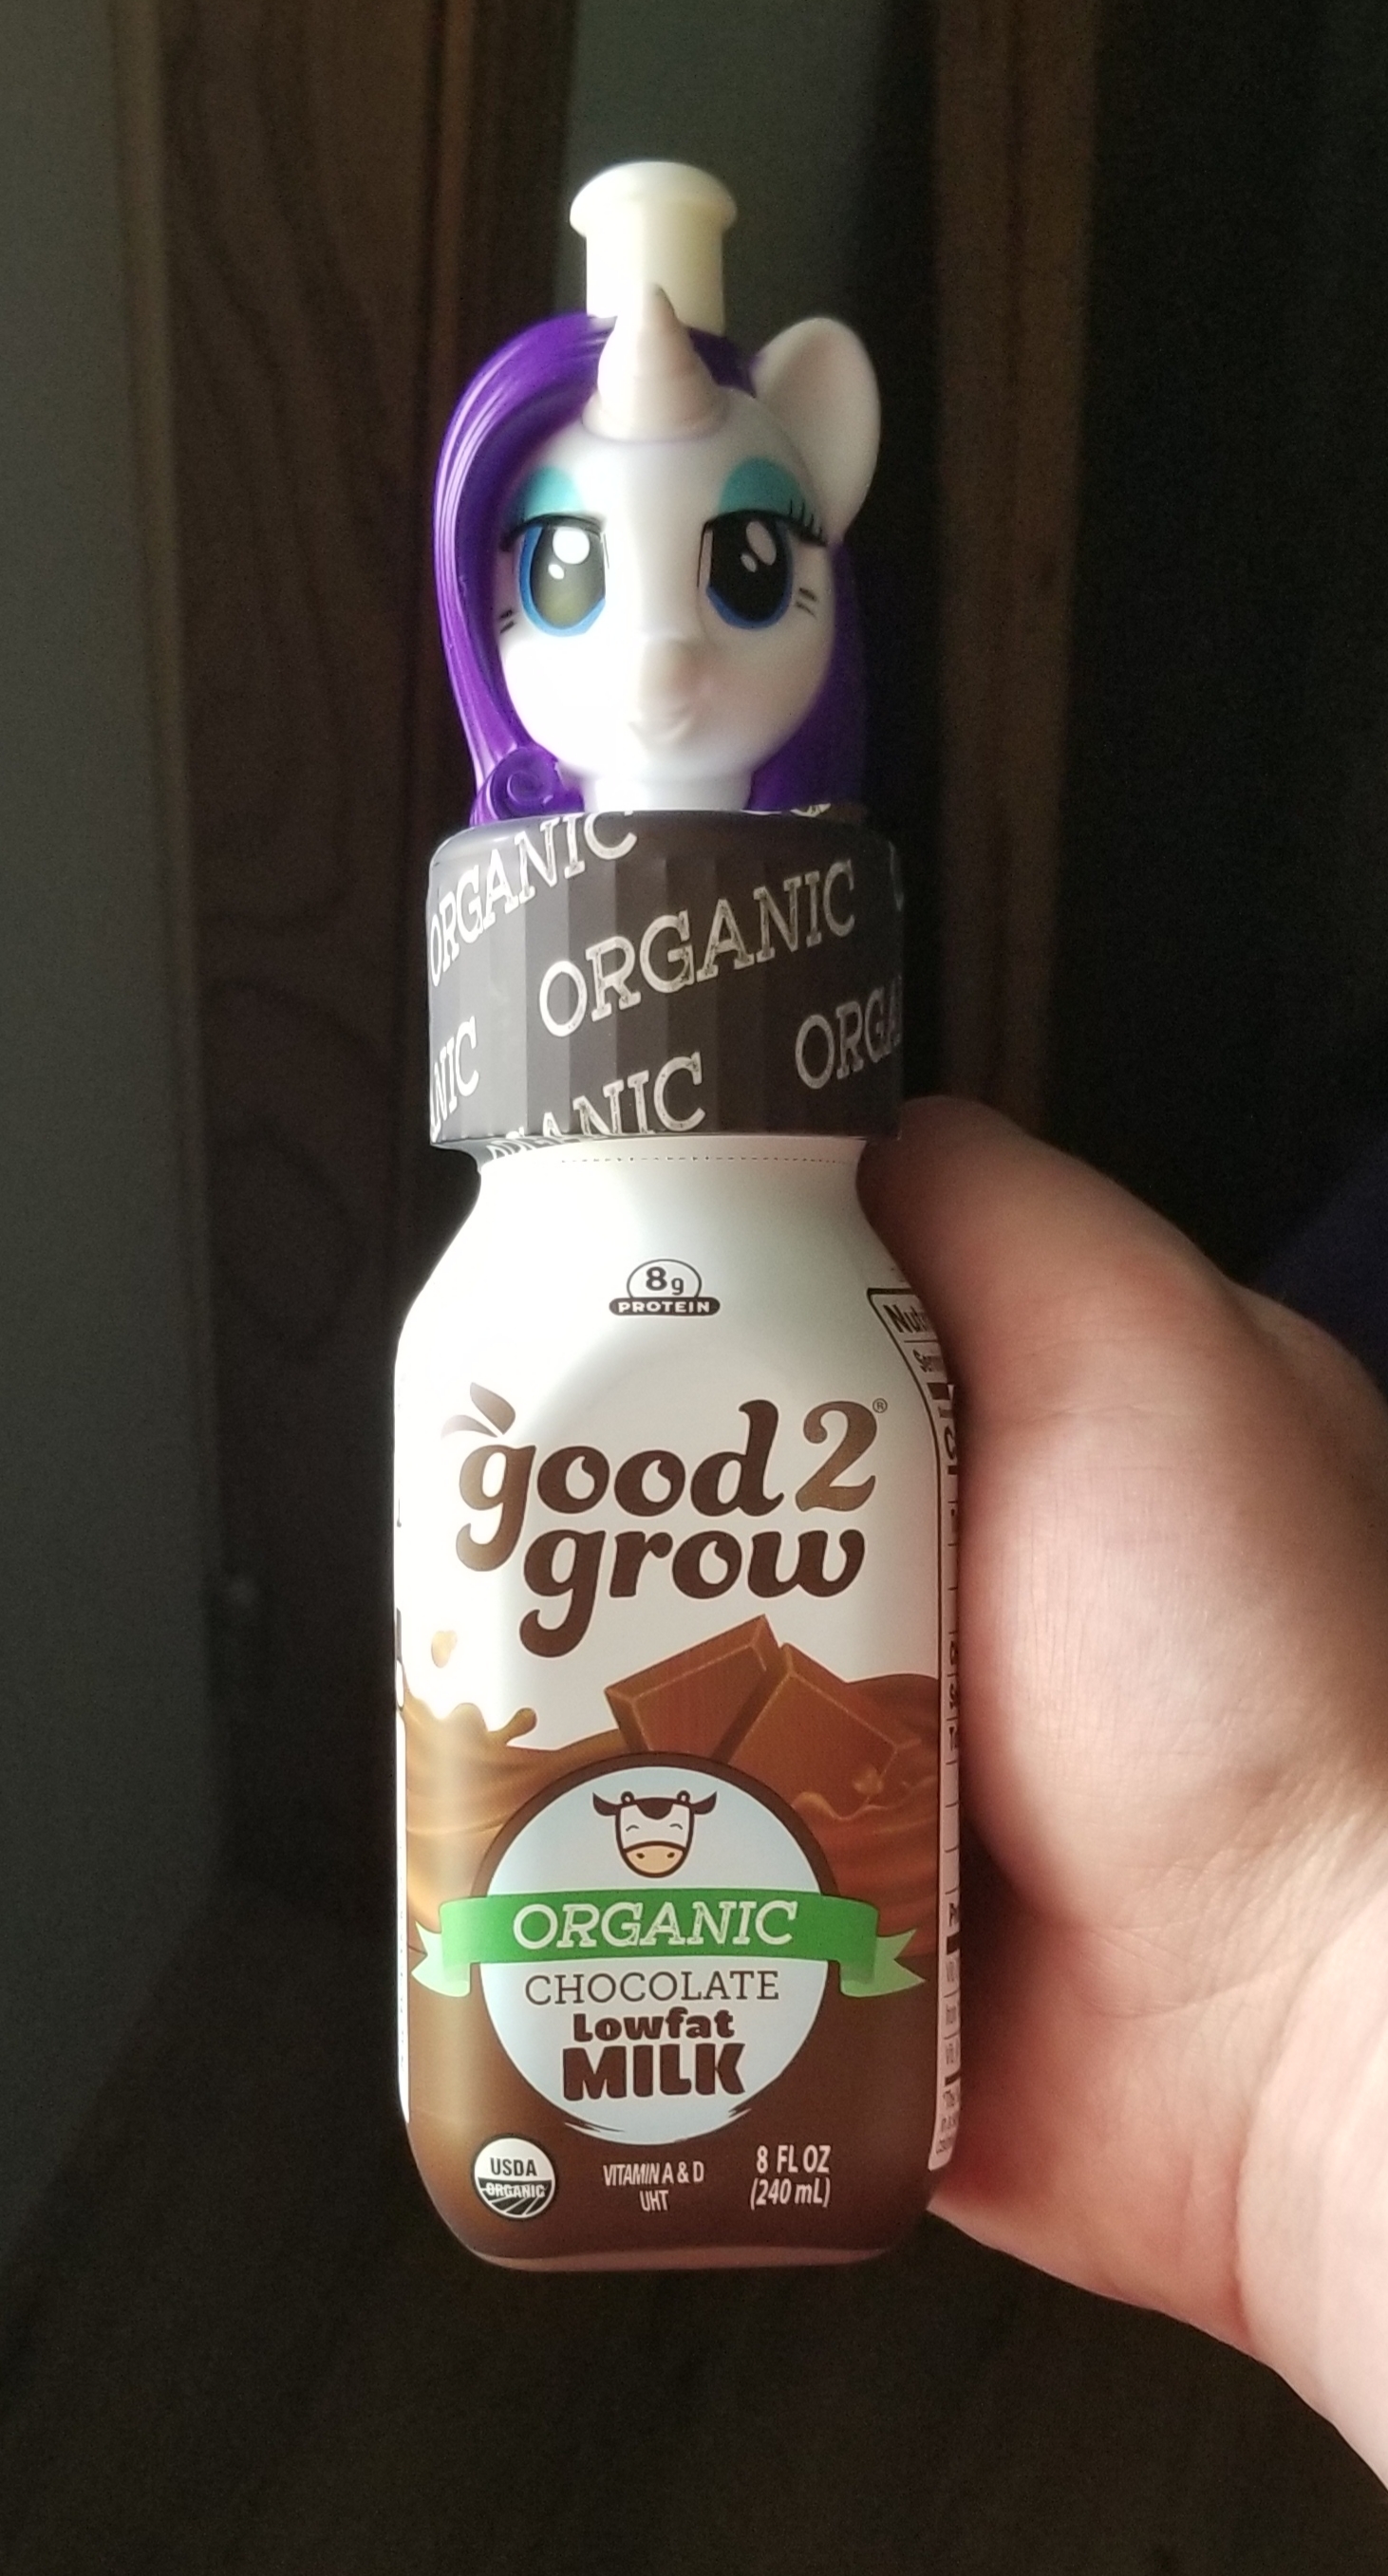 ORGANIC
ORGANIC
ORGA
NIC
ANIC
8g
PROTEIN
good2®
grow
ORGANIC
CHOCOLATE
Lowfat
MILK
USDA
ORGANIC
VITAMIN A & D
UHT
8 FL OZ
(240 mL)